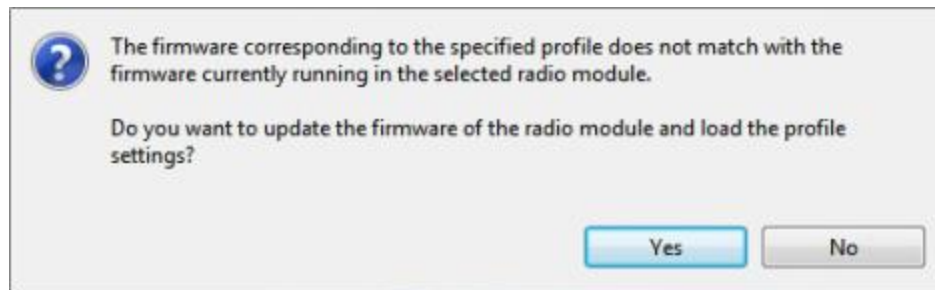 The firmware corresponding to the specified profile does not match with the
firmware currently running in the selected radio module.
Do you want to update the firmware of the radio module and load the profile
settings?
Yes
No